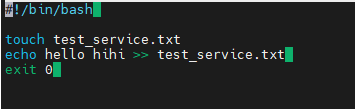 #!/bin/bash
touch test_service.txt
echo hello hihi >> test_service.txt
exit 0